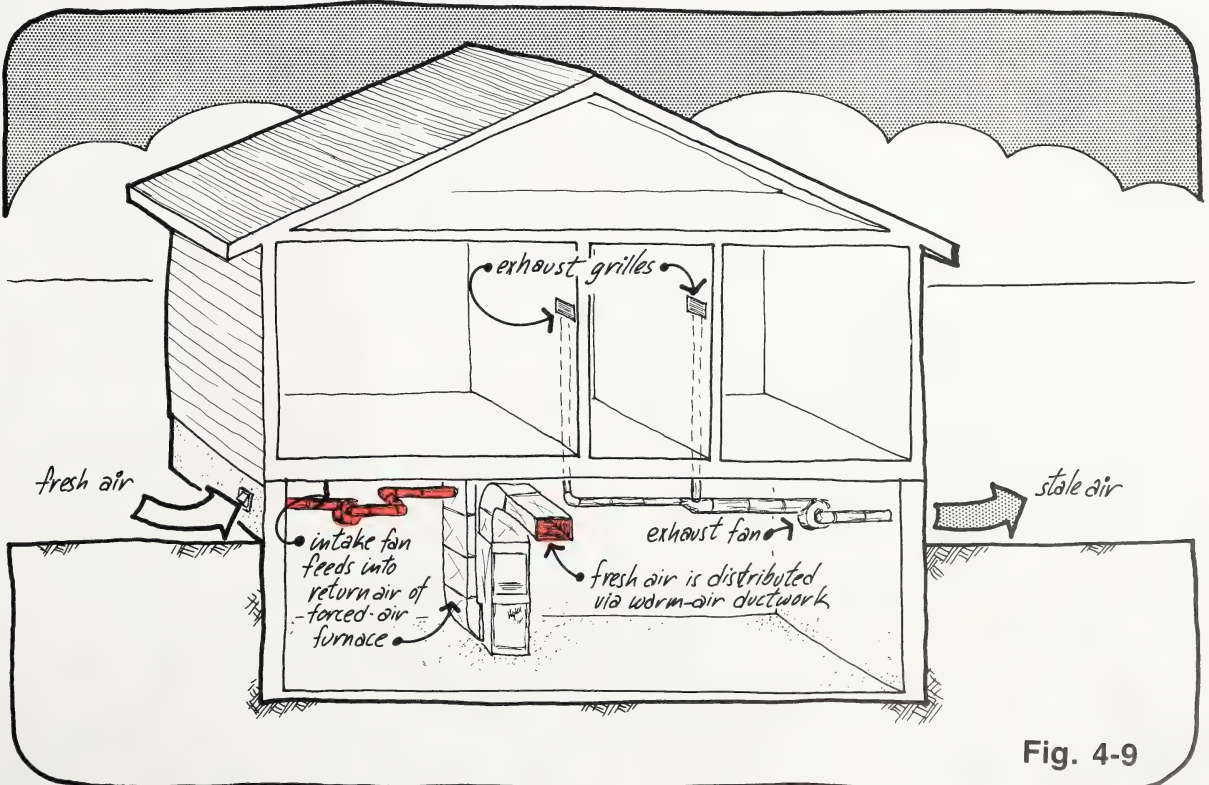 exhaust grilles
fresh air
stale air
intake fan
feeds into
return air of
forced-air
furnace
exhaust fan
fresh air is distributed
via warm-air ductwork
Fig. 4-9